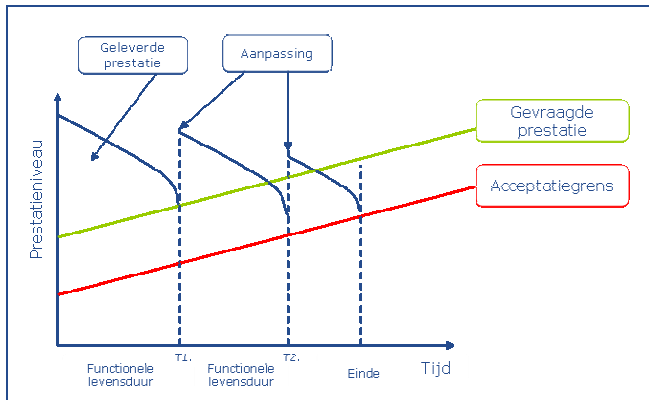 Geleverde
prestatie
Aanpassing
Gevraagde
prestatie
Acceptatiegrens
Prestatieniveau
T1.
T2.
Functionele
levensduur
Functionele
levensduur
Einde
Tijd